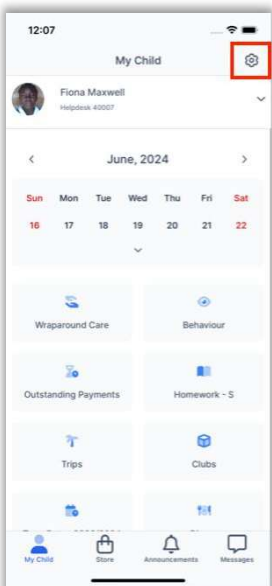 12:07
My Child
Fiona Maxwell
Helpdesk 40007
June, 2024
Sun Mon Tue Wed Thu Fri Sat
16 17 18 19 20 21 22
Wraparound Care Behaviour
Outstanding Payments Homework - S
Trips Clubs
My Child Store Announcements Messages